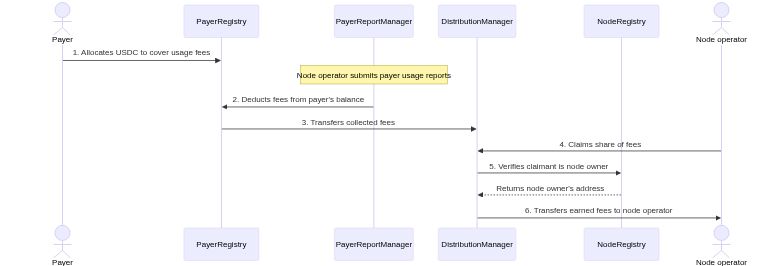 Payer
PayerRegistry
PayerReportManager
DistributionManager
NodeRegistry
Node operator
1. Allocates USDC to cover usage fees
Node operator submits payer usage reports
2. Deducts fees from payer's balance
3. Transfers collected fees
4. Claims share of fees
5. Verifies claimant is node owner
Returns node owner's address
6. Transfers earned fees to node operator
PayerRegistry
PayerReportManager
DistributionManager
NodeRegistry
Payer
Node operator